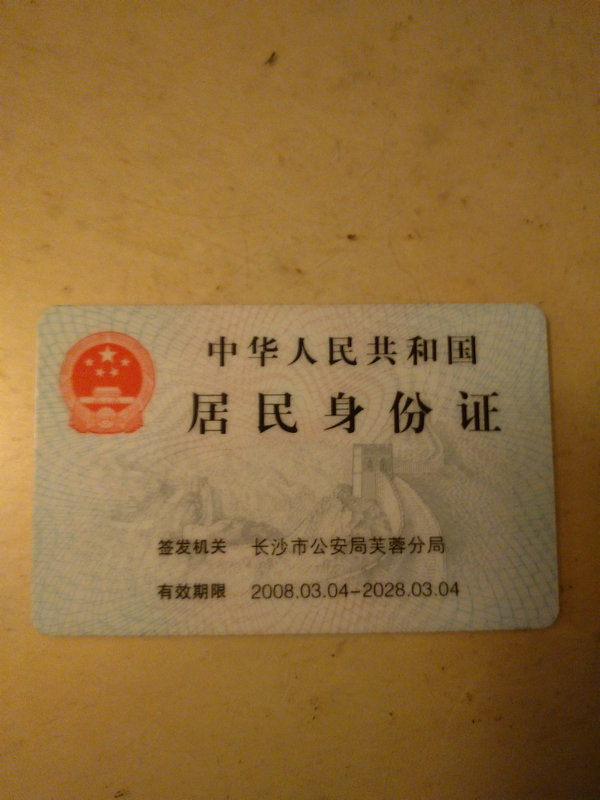 中华人民共和国
居民身份证
签发机关 长沙市公安局芙蓉分局
有效期限 2008.03.04-2028.03.04